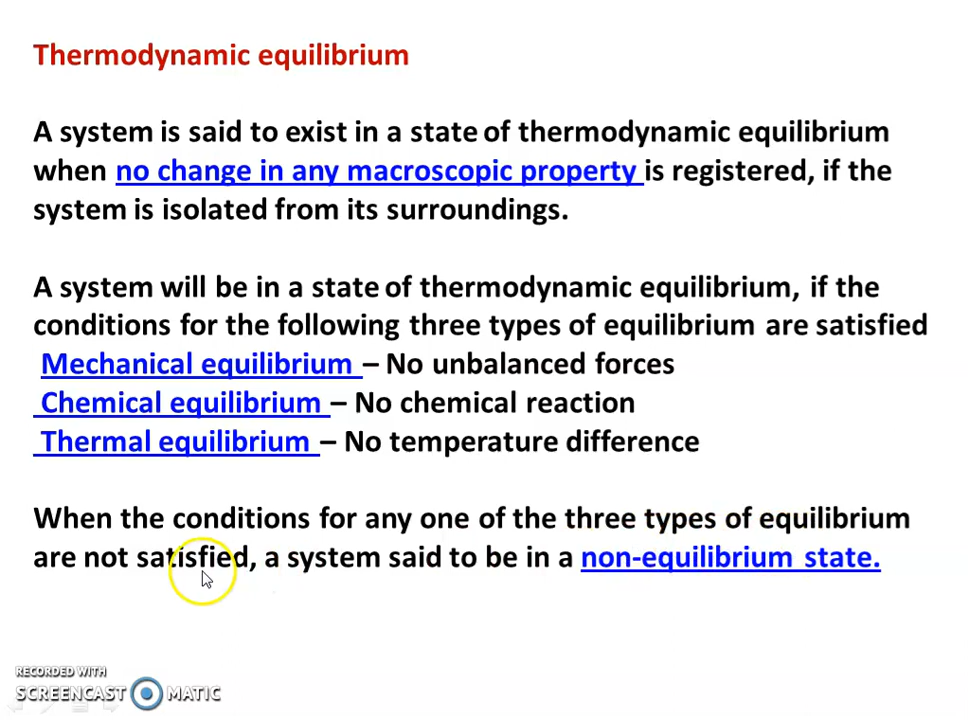 Thermodynamic equilibrium
A system is said to exist in a state of thermodynamic equilibrium
when no change in any macroscopic property is registered, if the
system is isolated from its surroundings.
A system will be in a state of thermodynamic equilibrium, if the
conditions for the following three types of equilibrium are satisfied
Mechanical equilibrium – No unbalanced forces
Chemical equilibrium – No chemical reaction
Thermal equilibrium – No temperature difference
When the conditions for any one of the three types of equilibrium
are not satisfied, a system said to be in a non-equilibrium state.
RECORDED WITH
SCREENCAST MATIC